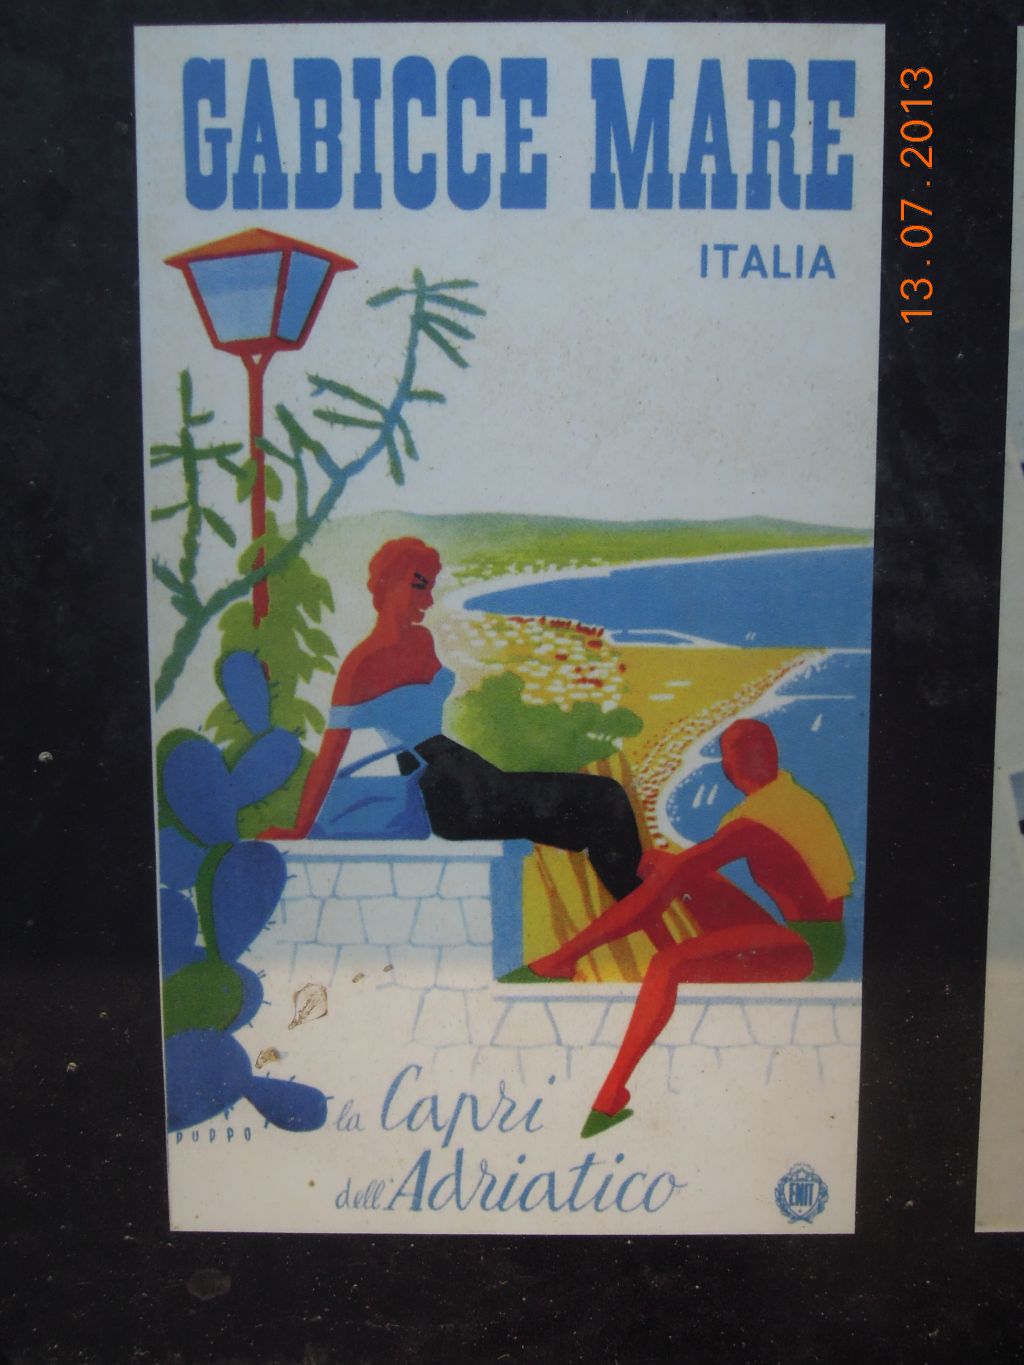 GABICCE MARE
ITALIA
la Capri
dell'Adriatico
PUPPO
ENIT
13.07.2013